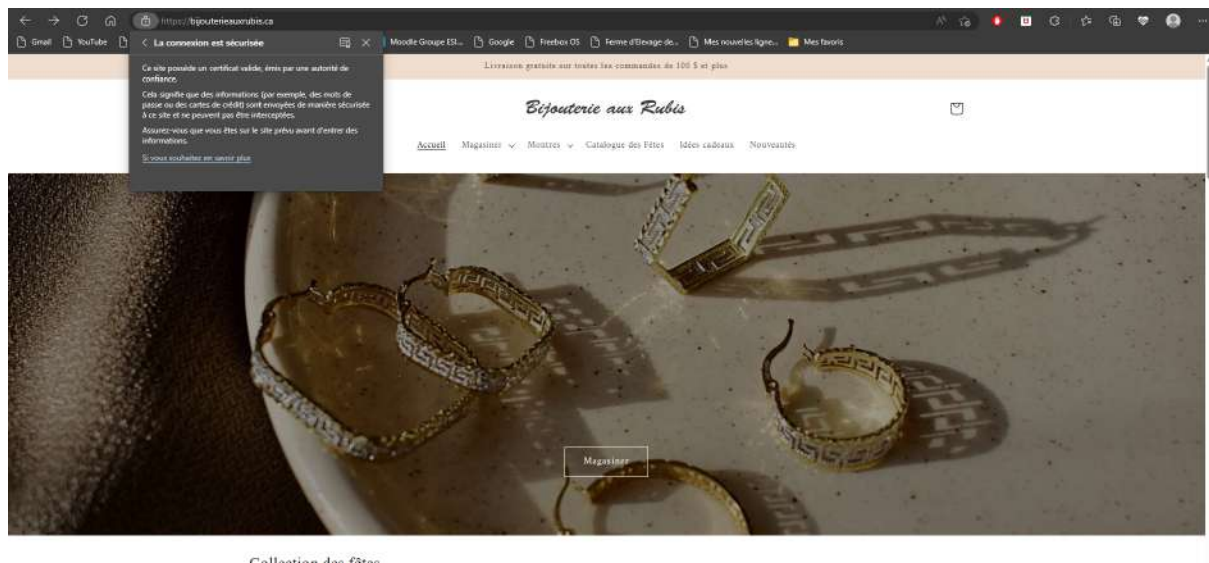 https://bijouterieauxrubis.ca
Gmail
YouTube
La connexion est sécurisée
Moodle Groupe ESI...
Google
Freebox OS
Ferme d'Elevage de...
Mes nouvelles ligne...
Mes favoris
Ce site possède un certificat valide, émis par une autorité de
confiance.
Cela signifie que des informations (par exemple, des mots de
passe ou des cartes de crédit) sont envoyées de manière sécurisée
à ce site et ne peuvent pas être interceptées.
Assurez-vous que vous êtes sur le site prévu avant d'entrer des
informations.
Si vous souhaitez en savoir plus
Livraison gratuite sur toutes les commandes de 100 $ et plus
Bijouterie aux Rubis
Accueil
Magasiner
Montres
Catalogue des Fêtes
Idées cadeaux
Nouveautés
Magasiner
Collection des fêtes